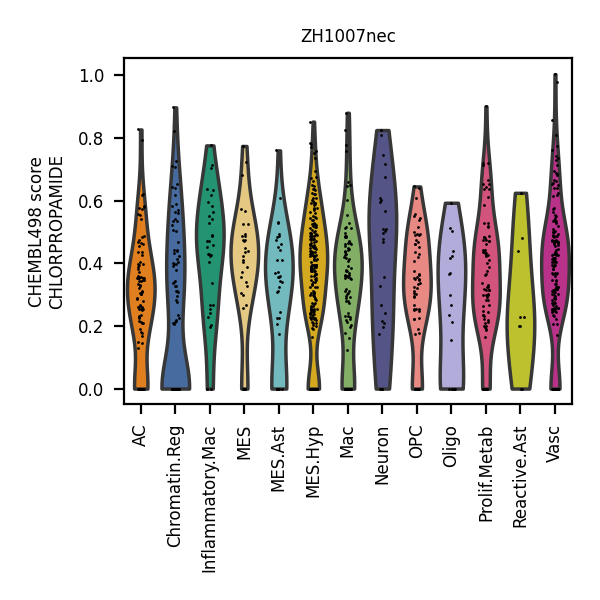 ZH1007nec
CHEMBL498 score
CHLORPROPAMIDE
1.0
0.8
0.6
0.4
0.2
0.0
AC
Chromatin.Reg
Inflammatory.Mac
MES
MES.Ast
MES.Hyp
Mac
Neuron
OPC
Oligo
Prolif.Metab
Reactive.Ast
Vasc